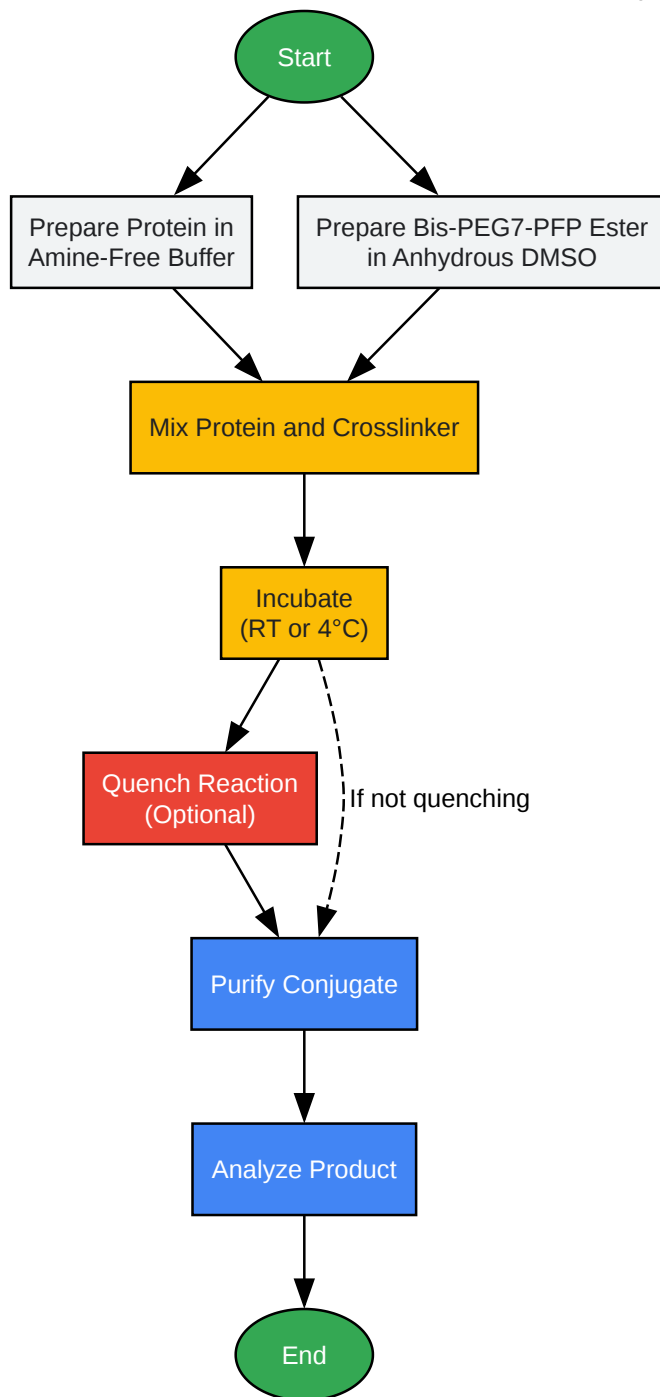 Start
Prepare Protein in
Amine-Free Buffer
Prepare Bis-PEG7-PFP Ester
in Anhydrous DMSO
Mix Protein and Crosslinker
Incubate
(RT or 4°C)
Quench Reaction
(Optional)
If not quenching
Purify Conjugate
Analyze Product
End